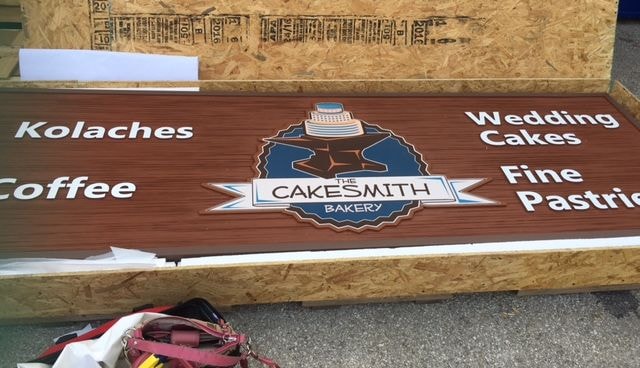 Kolaches
Coffee
THE
CAKESMITH
BAKERY
Wedding
Cakes
Fine
Pastrie